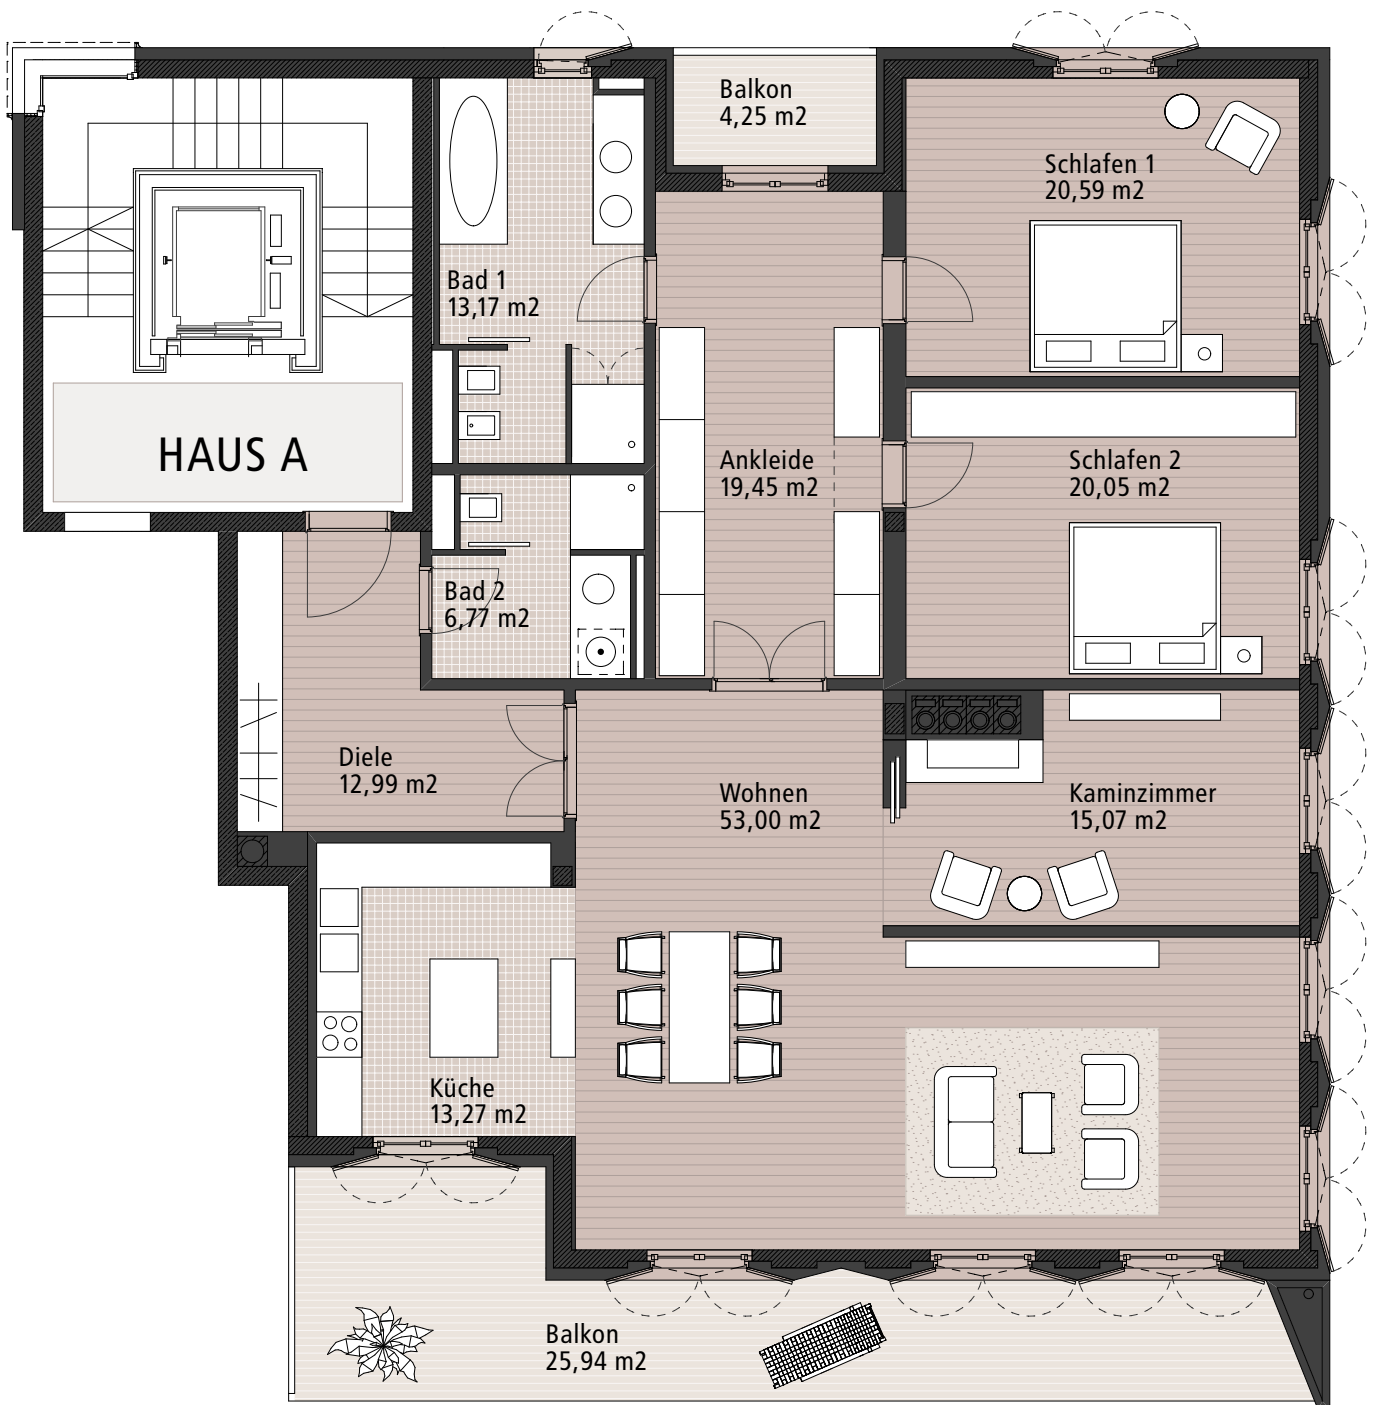 Balkon
4,25 m2
Schlafen 1
20,59 m2
Bad 1
13,17 m2
HAUS A
Ankleide
19,45 m2
Schlafen 2
20,05 m2
Bad 2
6,77 m2
Diele
12,99 m2
Wohnen
53,00 m2
Kaminzimmer
15,07 m2
Küche
13,27 m2
Balkon
25,94 m2